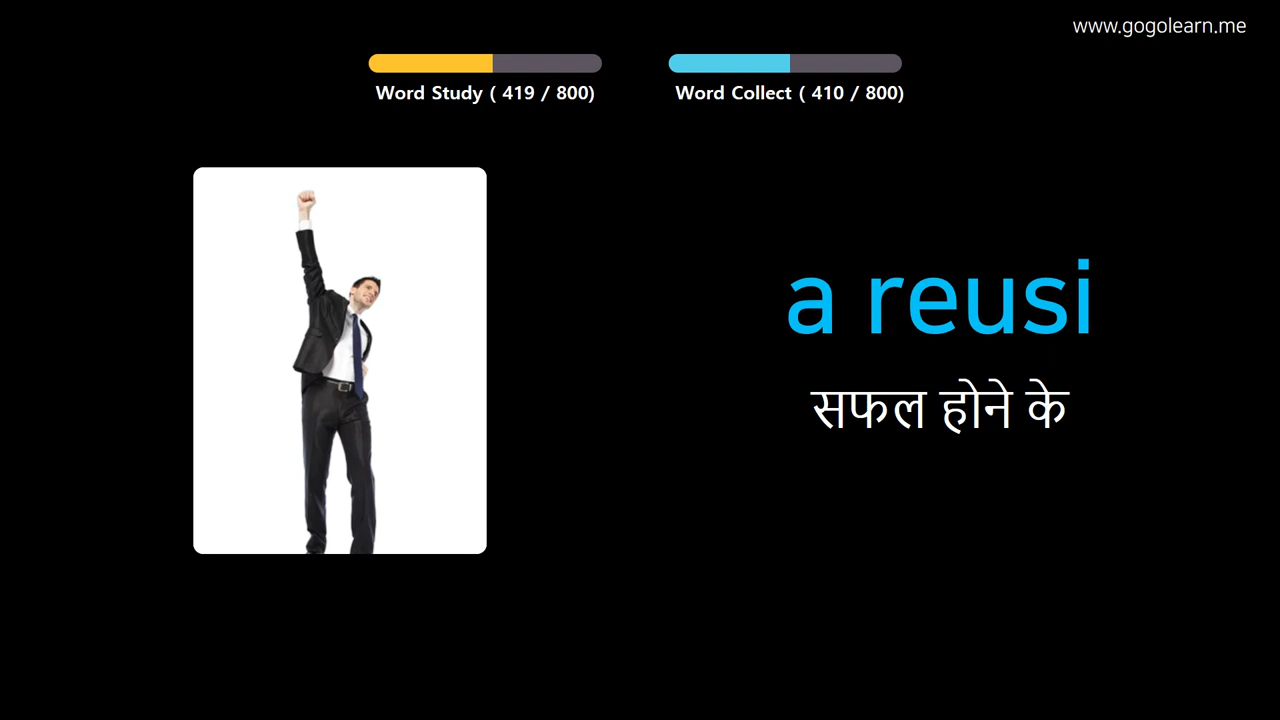 www.gogolearn.me
Word Study ( 419 / 800)
Word Collect ( 410 / 800)
a reusi
सफल होने के